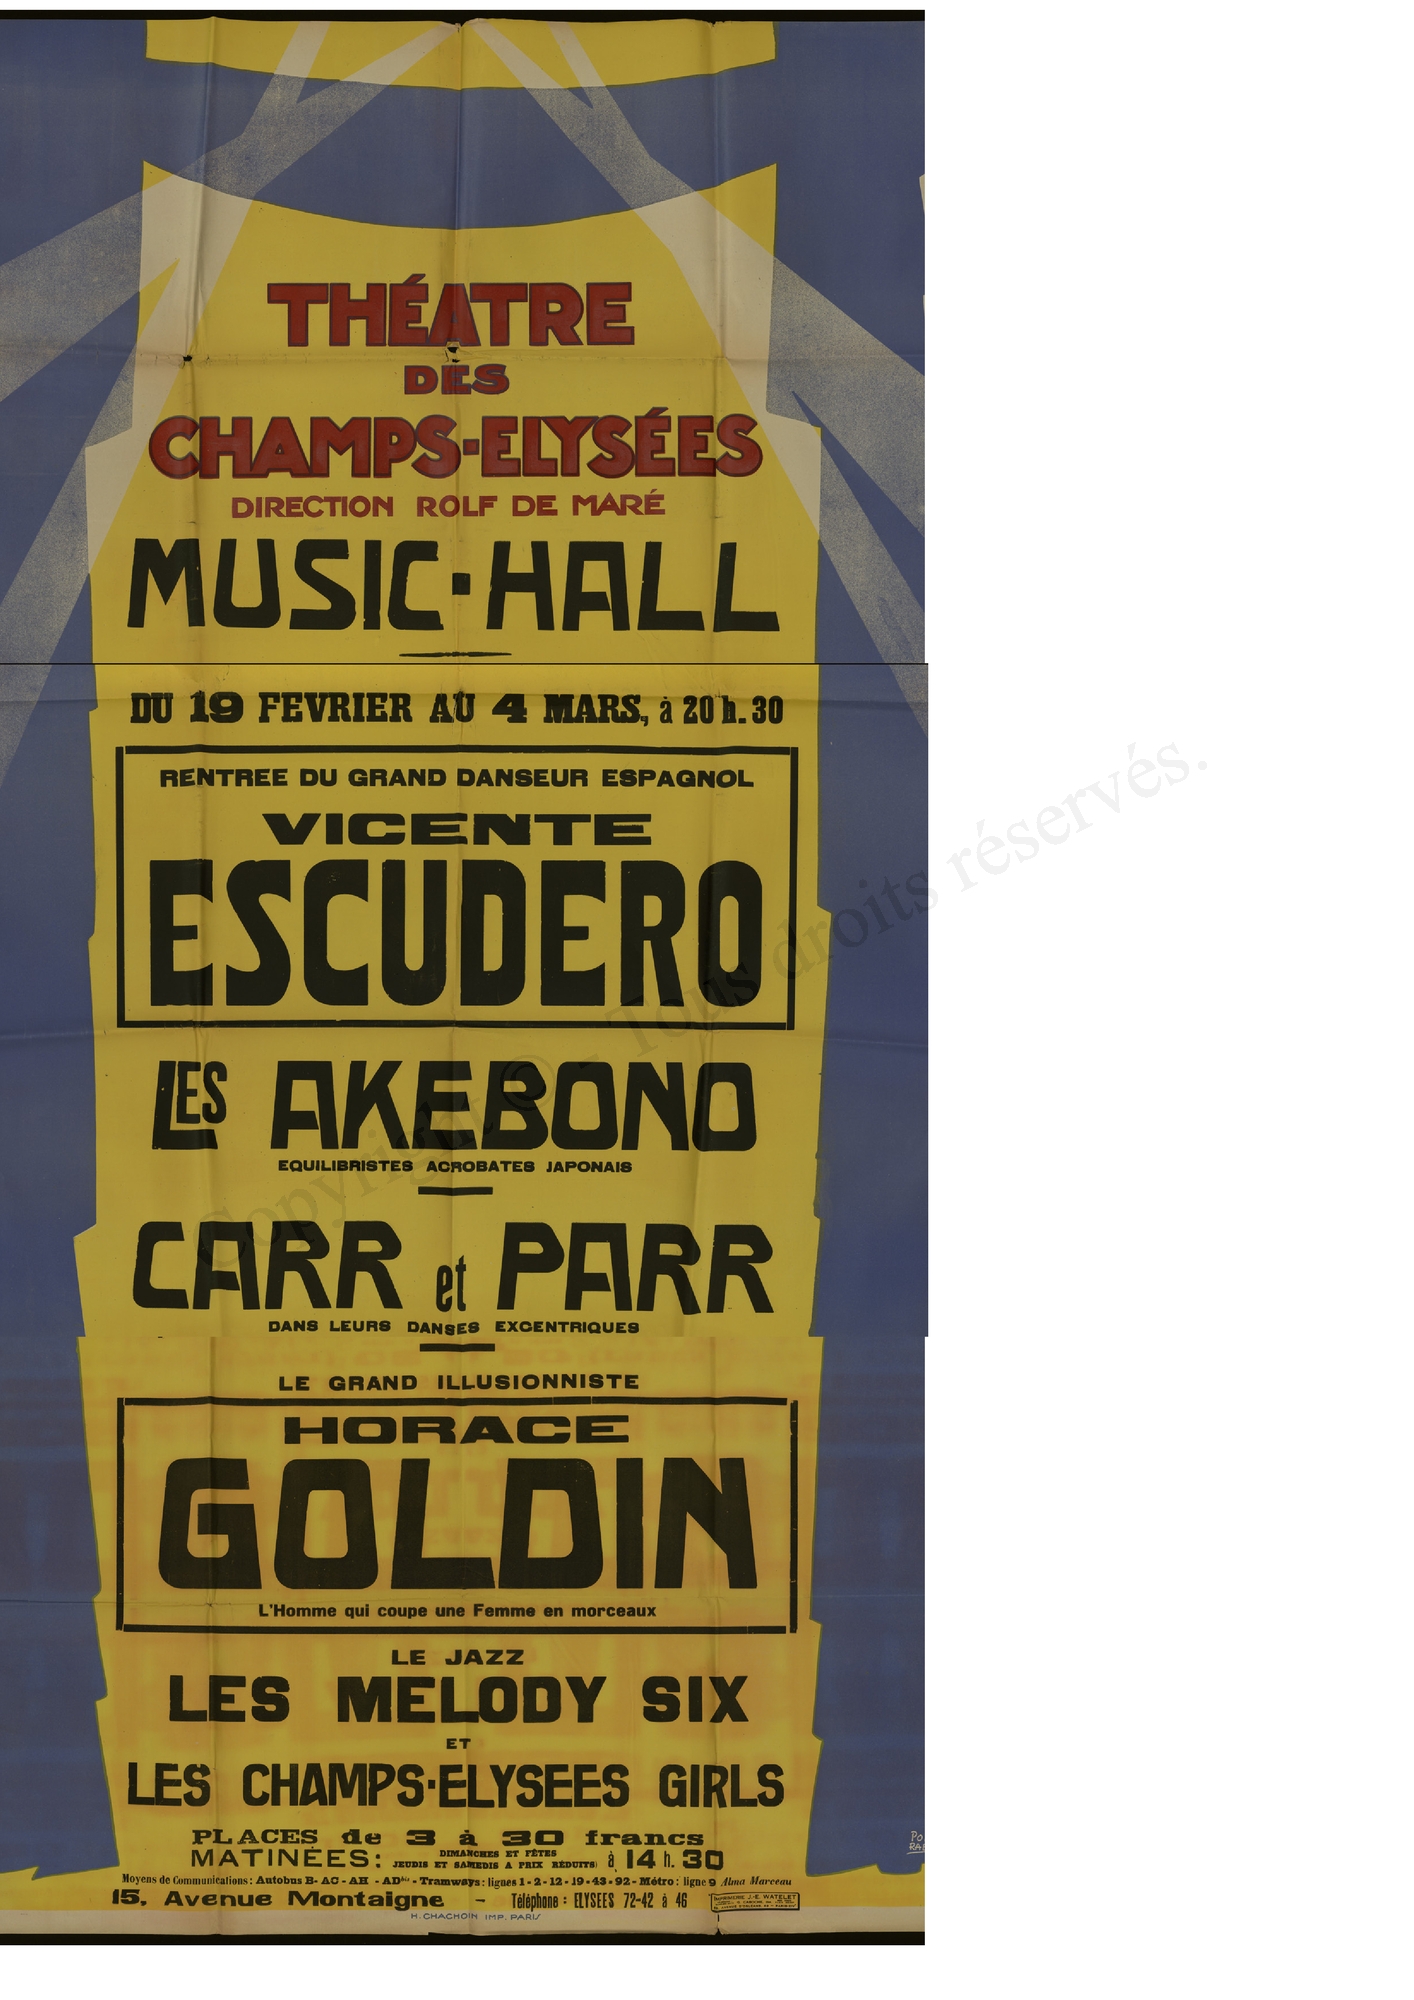 THÉATRE
DES
CHAMPS-ELYSÉES
DIRECTION ROLF DE MARÉ
MUSIC-HALL
DU 19 FEVRIER AU 4 MARS, à 20 h. 30
RENTREE DU GRAND DANSEUR ESPAGNOL
VICENTE
ESCUDERO
LES AKEBONO
EQUILIBRISTES ACROBATES JAPONAIS
CARR et PARR
DANS LEURS DANSES EXCENTRIQUES
LE GRAND ILLUSIONNISTE
HORACE
GOLDIN
L'Homme qui coupe une Femme en morceaux
LE JAZZ
LES MELODY SIX
ET
LES CHAMPS-ELYSEES GIRLS
PLACES de 3 à 30 francs
MATINÉES: DIMANCHES ET FÊTES
JEUDIS ET SAMEDIS A PRIX RÉDUITS à 14 h. 30
Moyens de Communications: Autobus B- AC - AH - AD bis - Tramways: lignes 1 - 2 - 12 - 19 - 43 - 92 - Métro: ligne 9 Alma Marceau
15, Avenue Montaigne — Téléphone: ELYSEES 72-42 à 46
IMPRIMERIE J.-E. WATELET
H. CHACHOIN IMP. PARIS
Copyright © - Tous droits réservés.